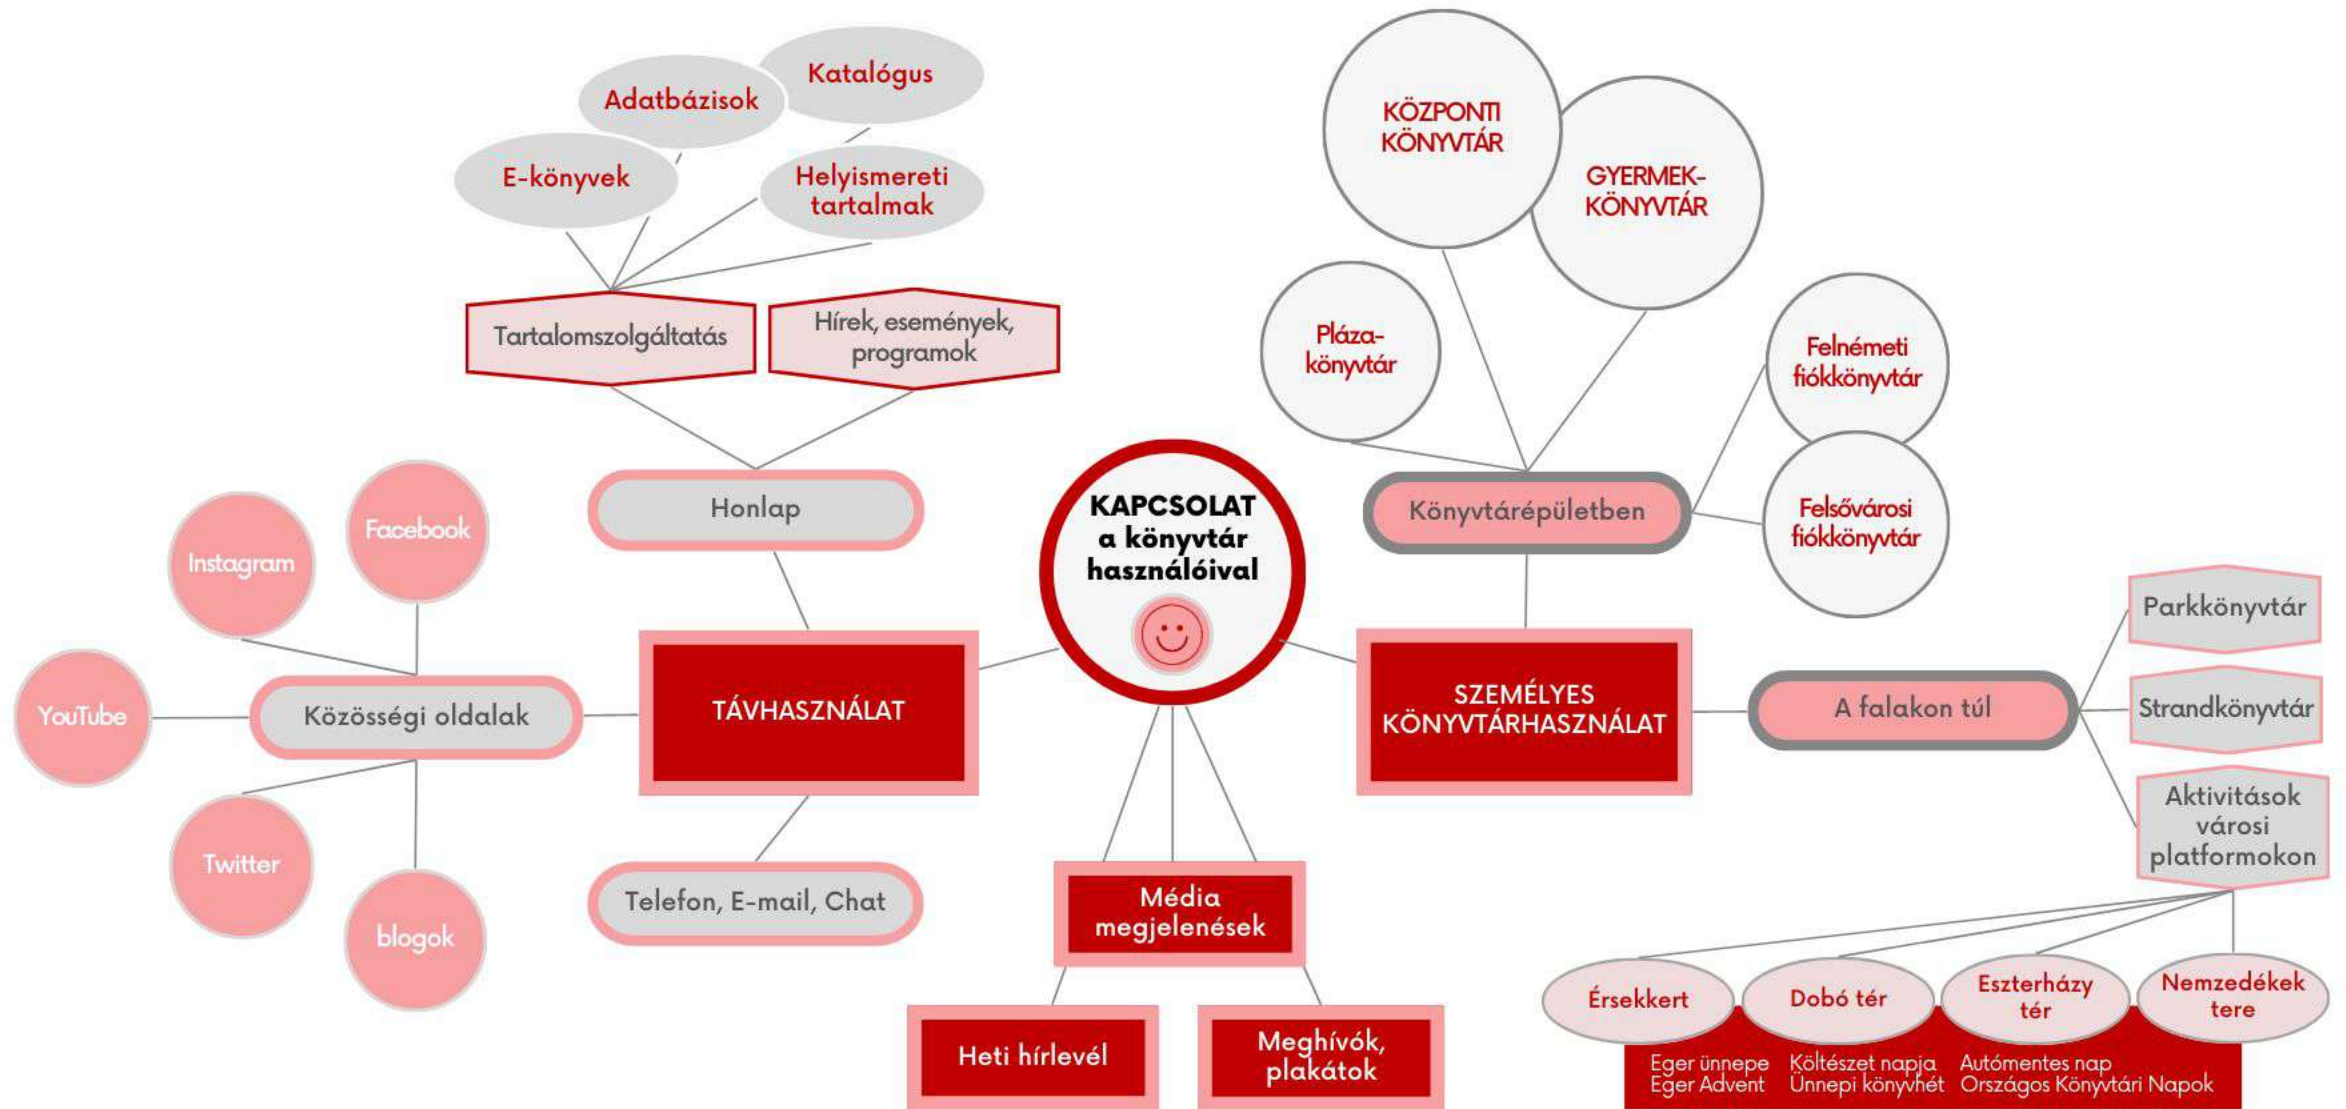 Katalógus
Adatbázisok
E-könyvek
Helyismereti
tartalmak
Tartalomszolgáltatás
Hírek, események,
programok
Honlap
Facebook
Instagram
YouTube
Közösségi oldalak
Twitter
blogok
TÁVHASZNÁLAT
Telefon, E-mail, Chat
KAPCSOLAT
a könyvtár
használóival
Média
megjelenések
Heti hírlevél
Meghívók,
plakátok
KÖZPONTI
KÖNYVTÁR
GYERMEK-
KÖNYVTÁR
Pláza-
könyvtár
Felnémeti
fiókkönyvtár
Felsővárosi
fiókkönyvtár
Könyvtárépületben
SZEMÉLYES
KÖNYVTÁRHASZNÁLAT
A falakon túl
Parkkönyvtár
Strandkönyvtár
Aktivitások
városi
platformokon
Érsekkert
Dobó tér
Eszterházy
tér
Nemzedékek
tere
Eger ünnepe Költészet napja Autómentes nap
Eger Advent Ünnepi könyvhét Országos Könyvtári Napok